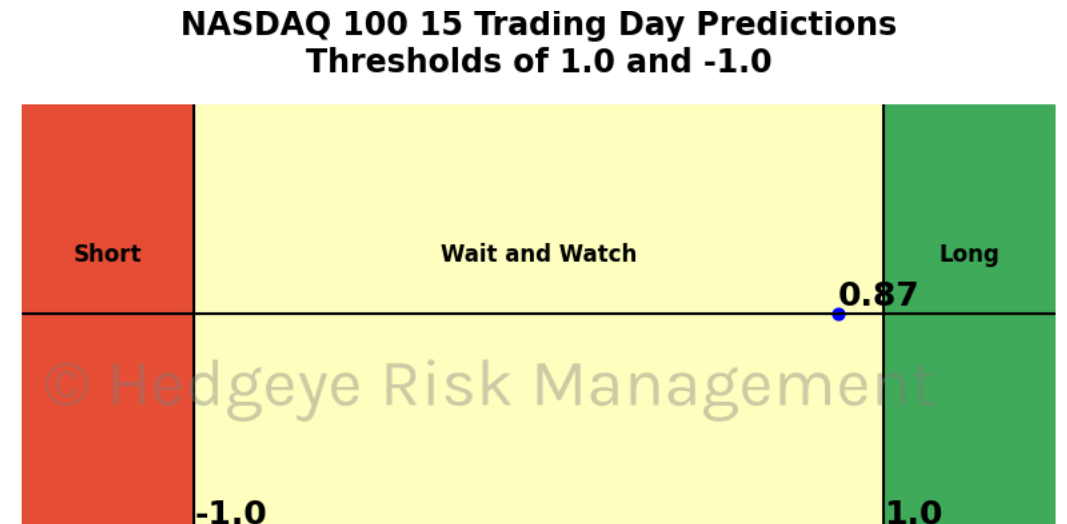 NASDAQ 100 15 Trading Day Predictions
Thresholds of 1.0 and -1.0
Short
Wait and Watch
Long
0.87
© Hedgeye Risk Management
-1.0
1.0